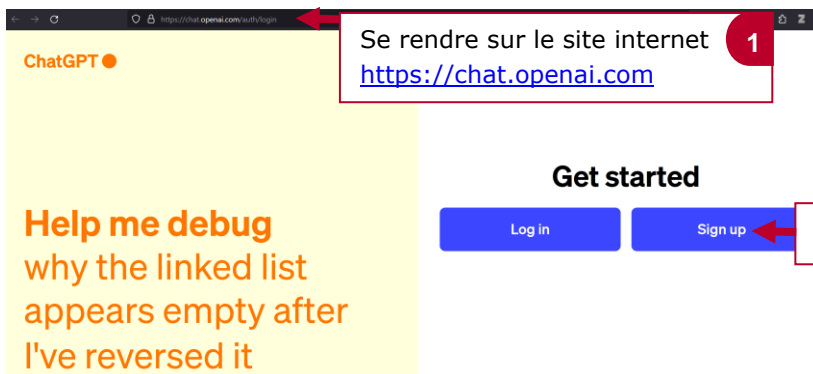 https://chat.openai.com/auth/login
Se rendre sur le site internet
https://chat.openai.com
1
ChatGPT
Get started
Log in
Sign up
Help me debug
why the linked list
appears empty after
I've reversed it